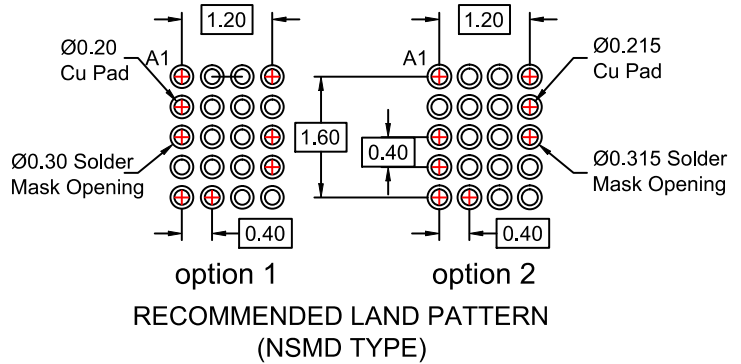 1.20
Ø0.20
Cu Pad
A1
Ø0.30 Solder
Mask Opening
0.40
option 1
1.60
1.20
A1
Ø0.215
Cu Pad
0.40
Ø0.315 Solder
Mask Opening
0.40
option 2
RECOMMENDED LAND PATTERN
(NSMD TYPE)